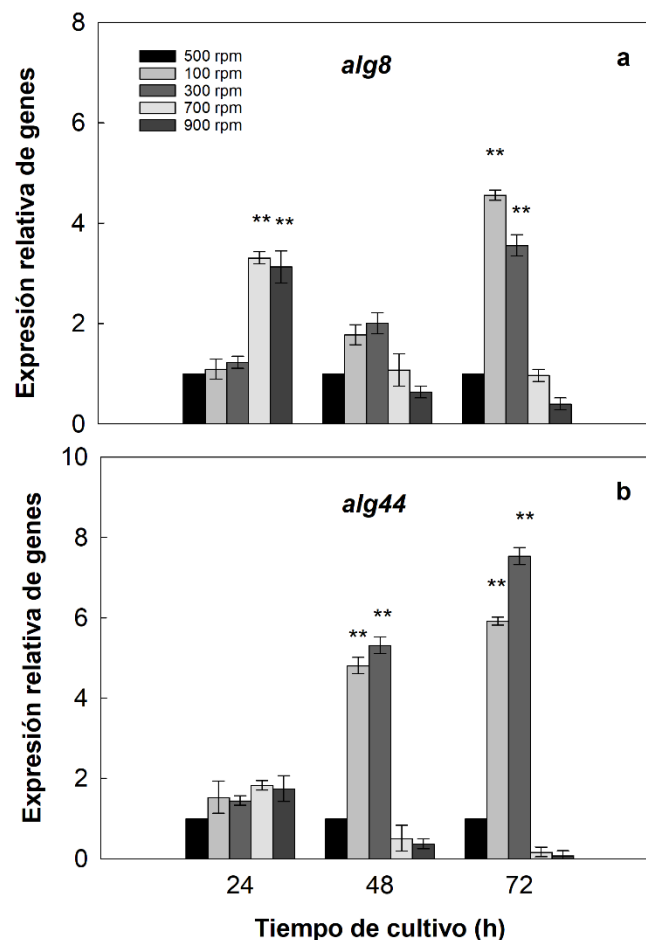 8
500 rpm
100 rpm
300 rpm
700 rpm
900 rpm
alg8
a
6
4
2
0
** **
**
**
Expresión relativa de genes
10
alg44
b
8
6
4
2
0
** **
**
**
Expresión relativa de genes
24 48 72
Tiempo de cultivo (h)